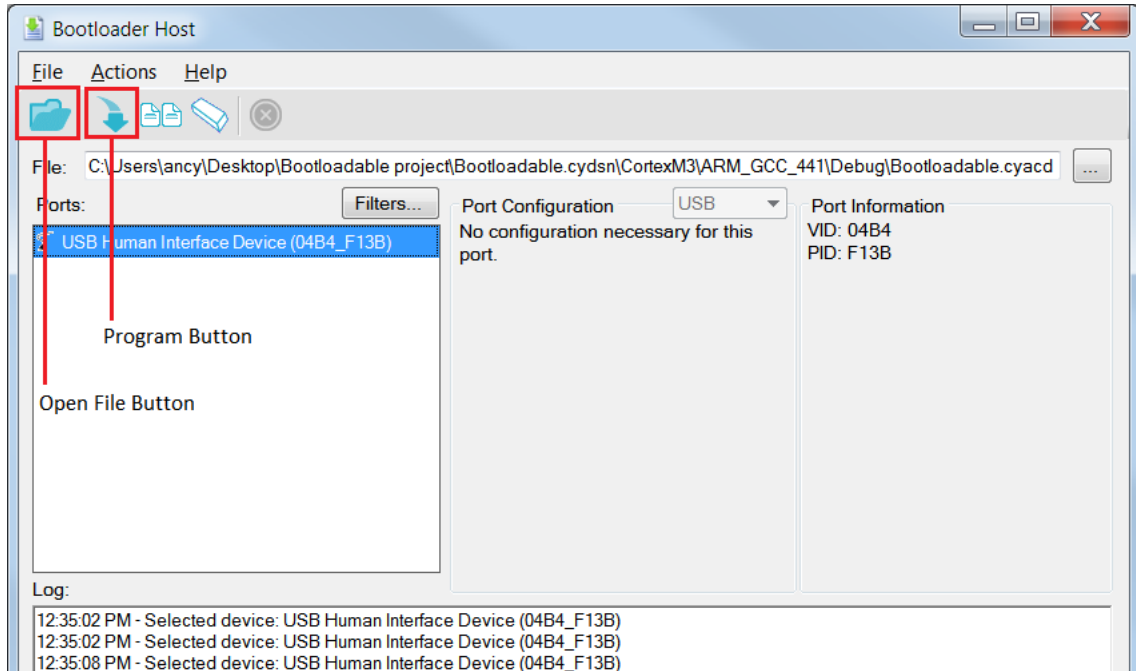 Bootloader Host
File Actions Help
File: C:\Users\ancy\Desktop\Bootloadable project\Bootloadable.cydsn\CortexM3\ARM_GCC_441\Debug\Bootloadable.cyacd ...
Ports: Filters...
USB Human Interface Device (04B4_F13B)
Program Button
Open File Button
Port Configuration USB
No configuration necessary for this
port.
Port Information
VID: 04B4
PID: F13B
Log:
12:35:02 PM - Selected device: USB Human Interface Device (04B4_F13B)
12:35:02 PM - Selected device: USB Human Interface Device (04B4_F13B)
12:35:08 PM - Selected device: USB Human Interface Device (04B4_F13B)